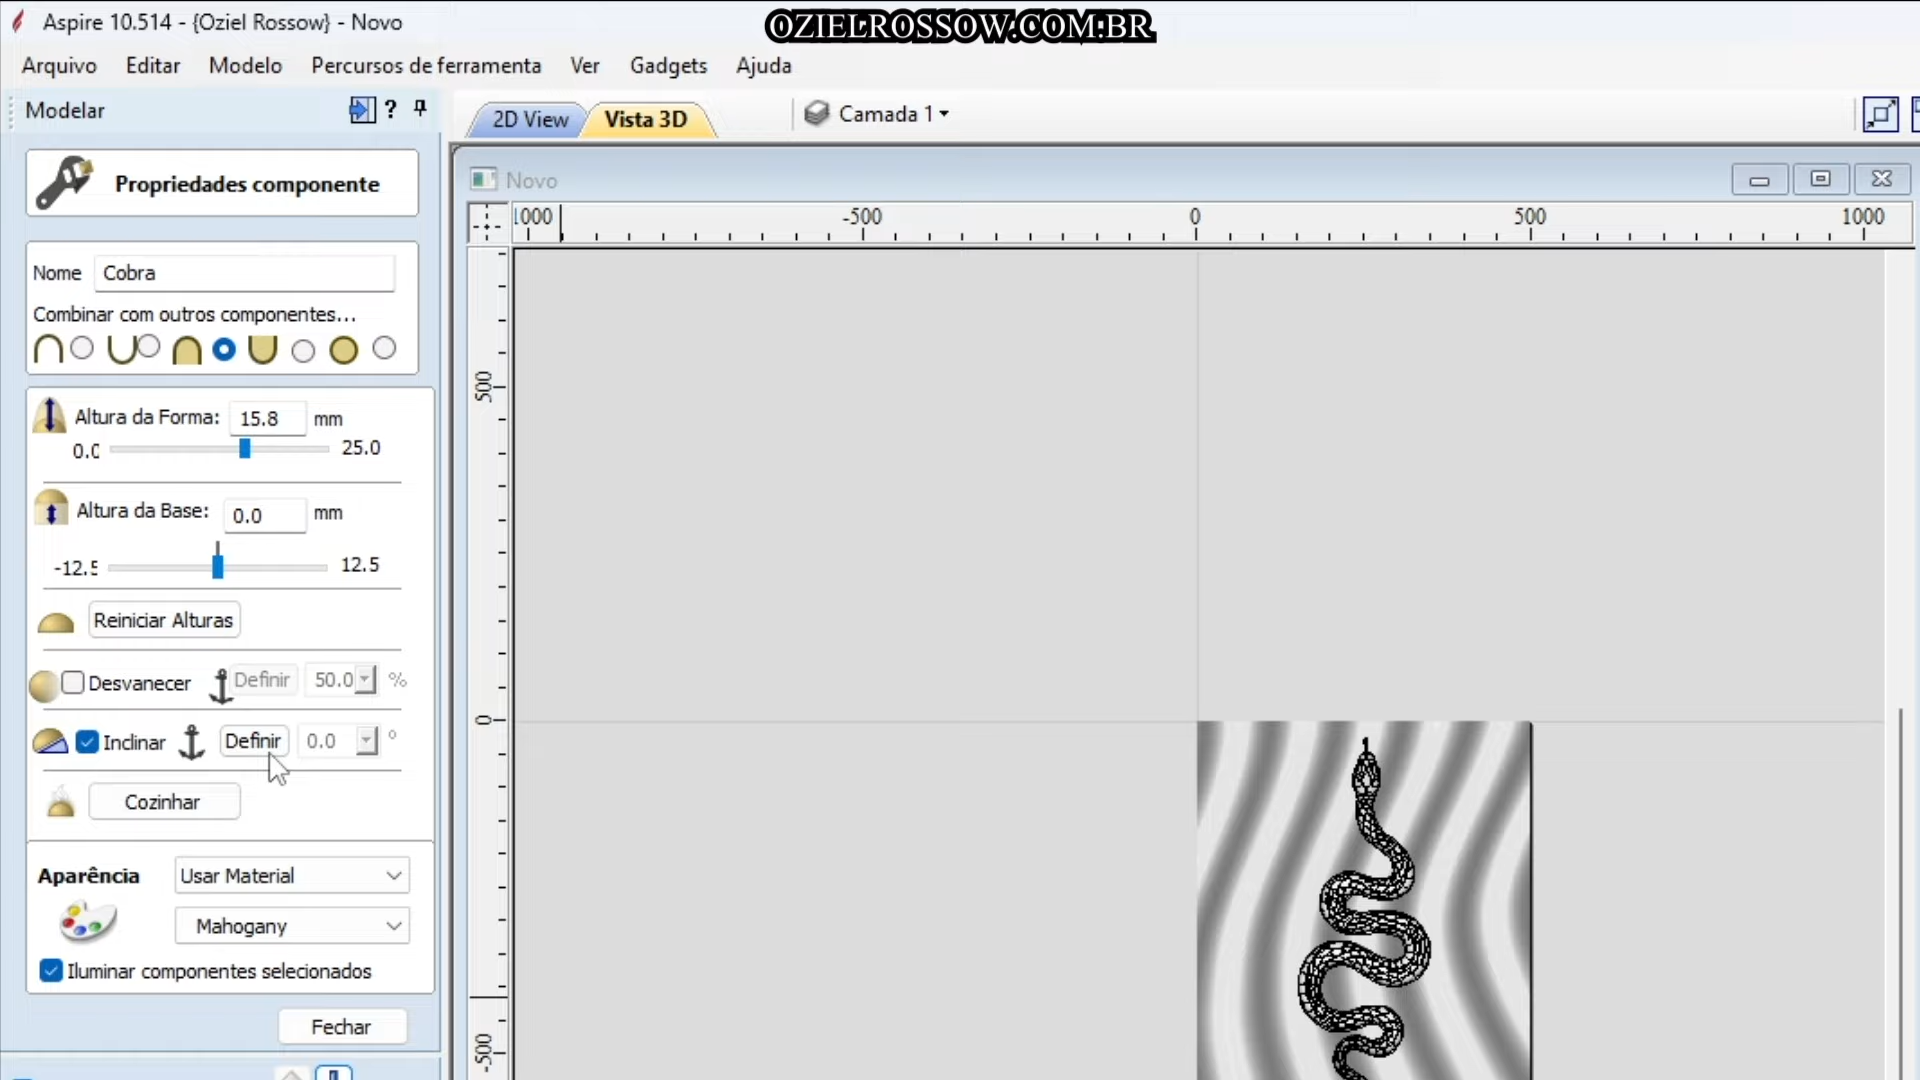 Aspire 10.514 - {Oziel Rossow} - Novo
OZIELROSSOW.COM.BR
Arquivo Editar Modelo Percursos de ferramenta Ver Gadgets Ajuda
Modelar ?
2D View Vista 3D Camada 1
Propriedades componente
Novo
1000 -500 0 500 1000
Nome Cobra
Combinar com outros componentes...
500
Altura da Forma: 15.8 mm
0.0 25.0
Altura da Base: 0.0 mm
-12.5 12.5
Reiniciar Alturas
Desvanecer Definir 50.0 %
0
Inclinar Definir 0.0 °
Cozinhar
Aparência Usar Material
Mahogany
Iluminar componentes selecionados
Fechar
-500